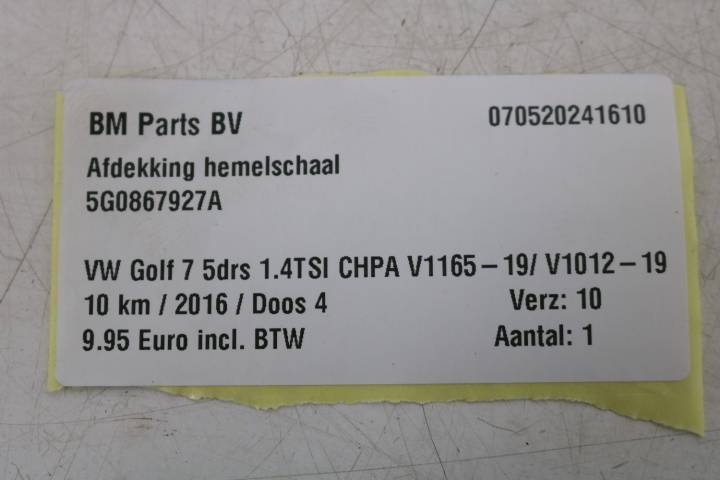 BM Parts BV 070520241610
Afdekking hemelschaal
5G0867927A
VW Golf 7 5drs 1.4TSI CHPA V1165-19/ V1012-19
10 km / 2016 / Doos 4 Verz: 10
9.95 Euro incl. BTW Aantal: 1